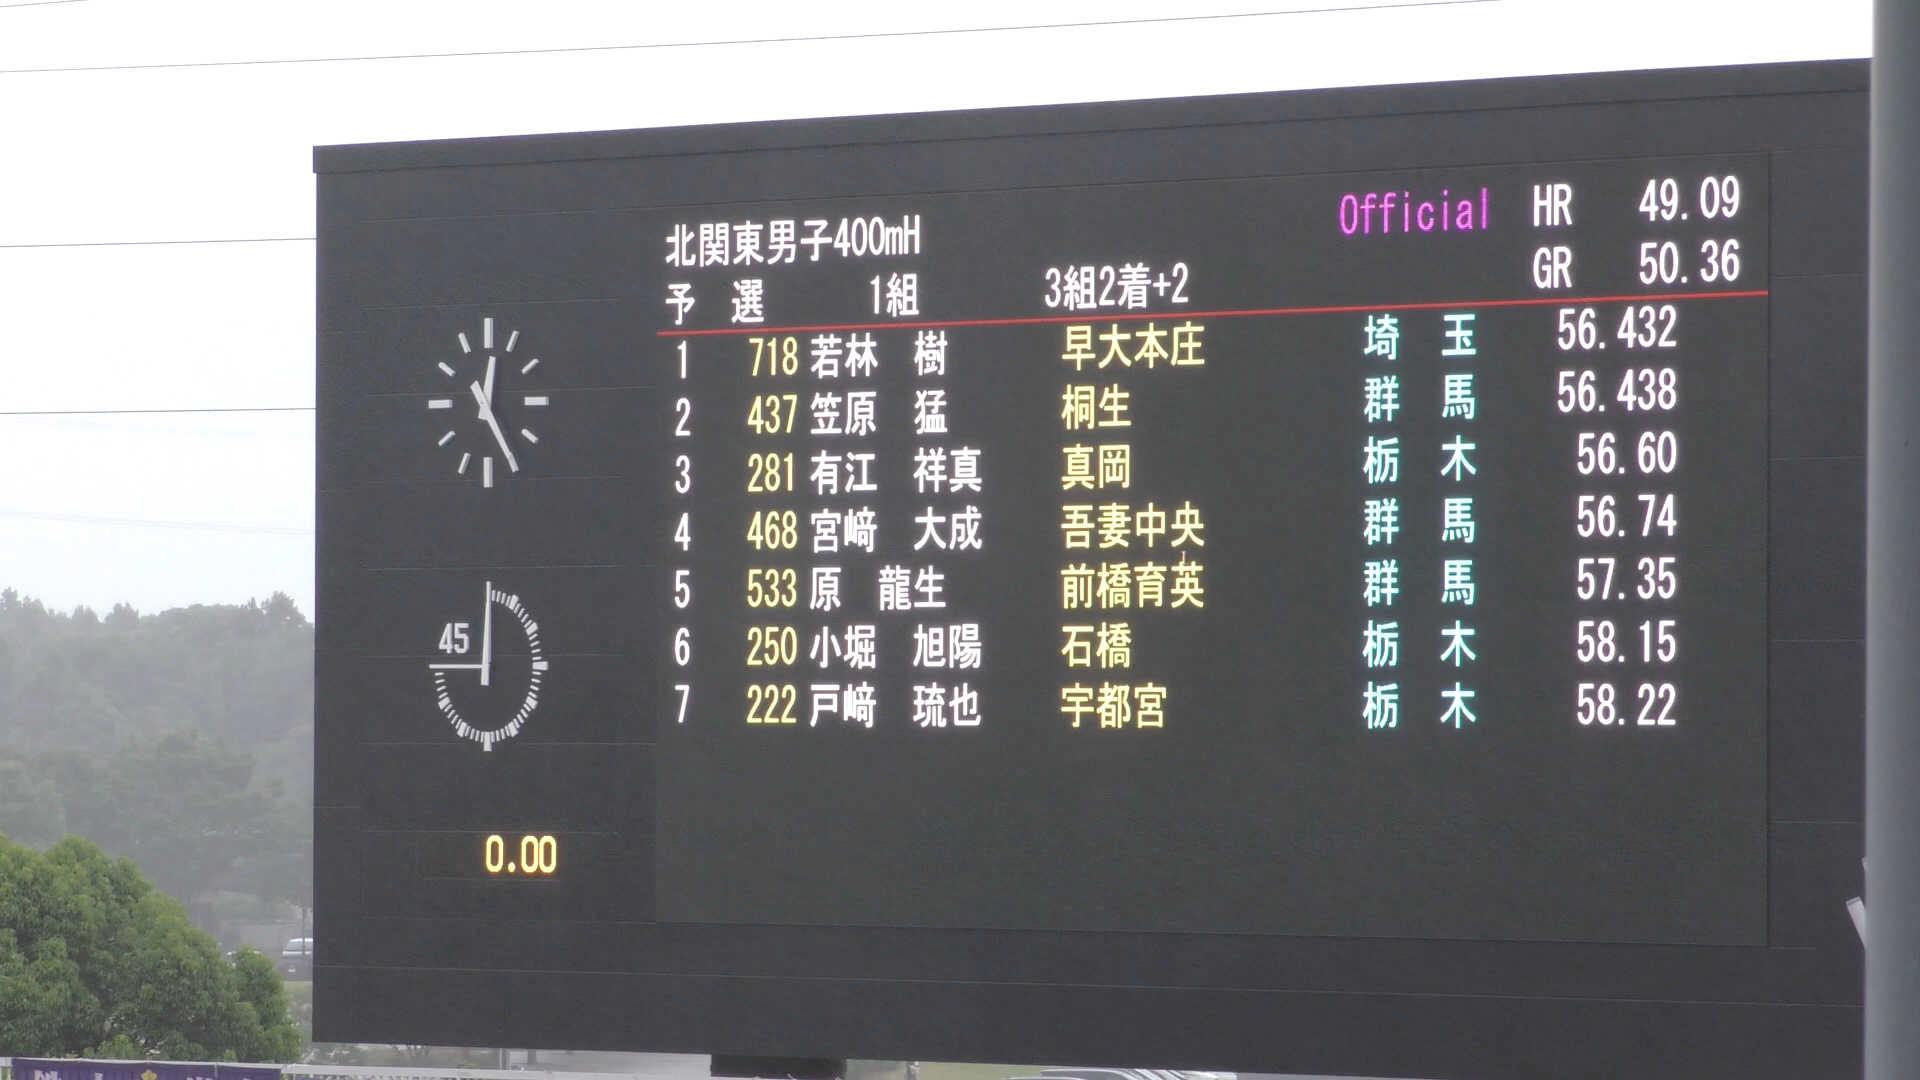 北関東男子400mH Official HR 49.09
GR 50.36
予 選 1組 3組2着+2
1 718 若林 樹 早大本庄 埼 玉 56.432
2 437 笠原 猛 桐生 群 馬 56.438
3 281 有江 祥真 真岡 栃 木 56.60
4 468 宮﨑 大成 吾妻中央 群 馬 56.74
5 533 原 龍生 前橋育英 群 馬 57.35
6 250 小堀 旭陽 石橋 栃 木 58.15
7 222 戸﨑 琉也 宇都宮 栃 木 58.22
45
0.00